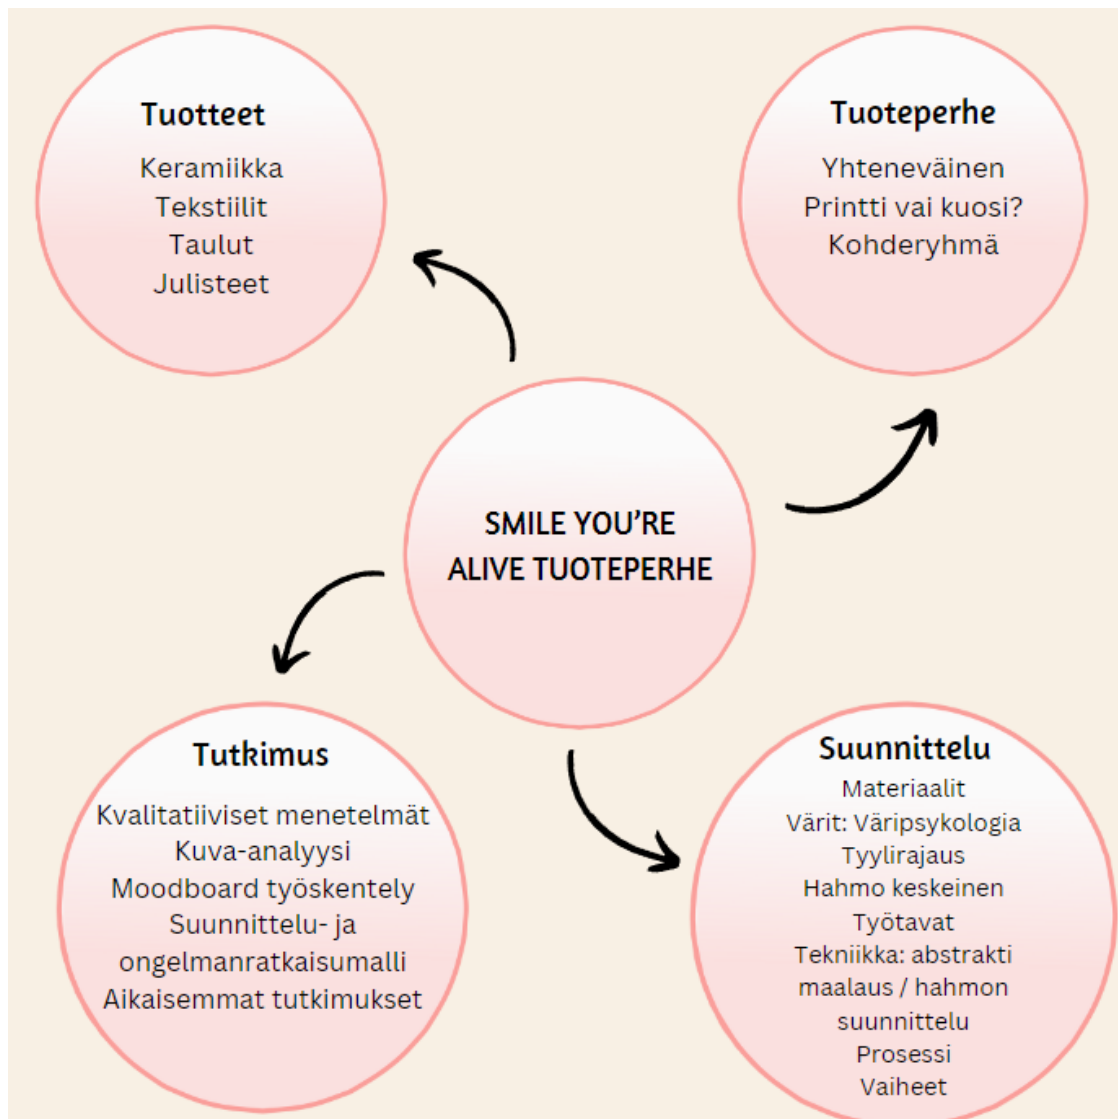 Tuotteet
Keramiikka
Tekstiilit
Taulut
Julisteet
Tuoteperhe
Yhteneväinen
Printti vai kuosi?
Kohderyhmä
SMILE YOU'RE
ALIVE TUOTEPERHE
Tutkimus
Kvalitatiiviset menetelmät
Kuva-analyysi
Moodboard työskentely
Suunnittelu- ja
ongelmanratkaisumalli
Aikaisemmat tutkimukset
Suunnittelu
Materiaalit
Värit: Väripsykologia
Tyylirajaus
Hahmo keskeinen
Työtavat
Tekniikka: abstrakti
maalaus / hahmon
suunnittelu
Prosessi
Vaiheet